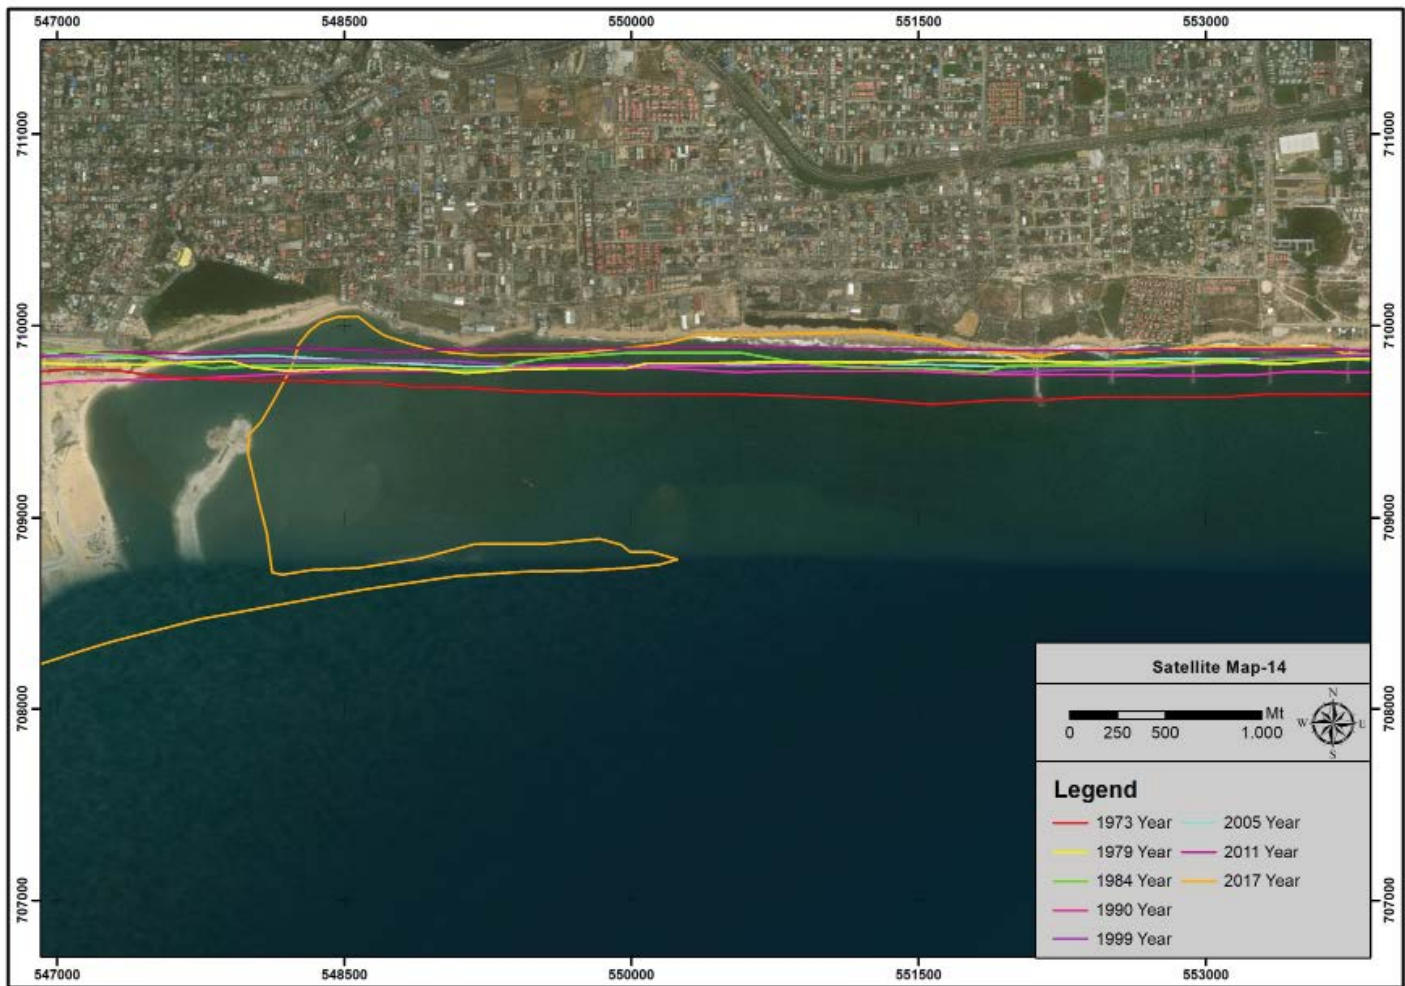 547000 548500 550000 551500 553000
711000 711000
710000 710000
709000 709000
708000 708000
707000 707000
Satellite Map-14
Mt
0 250 500 1.000
N
W E
S
Legend
1973 Year 2005 Year
1979 Year 2011 Year
1984 Year 2017 Year
1990 Year
1999 Year
547000 548500 550000 551500 553000